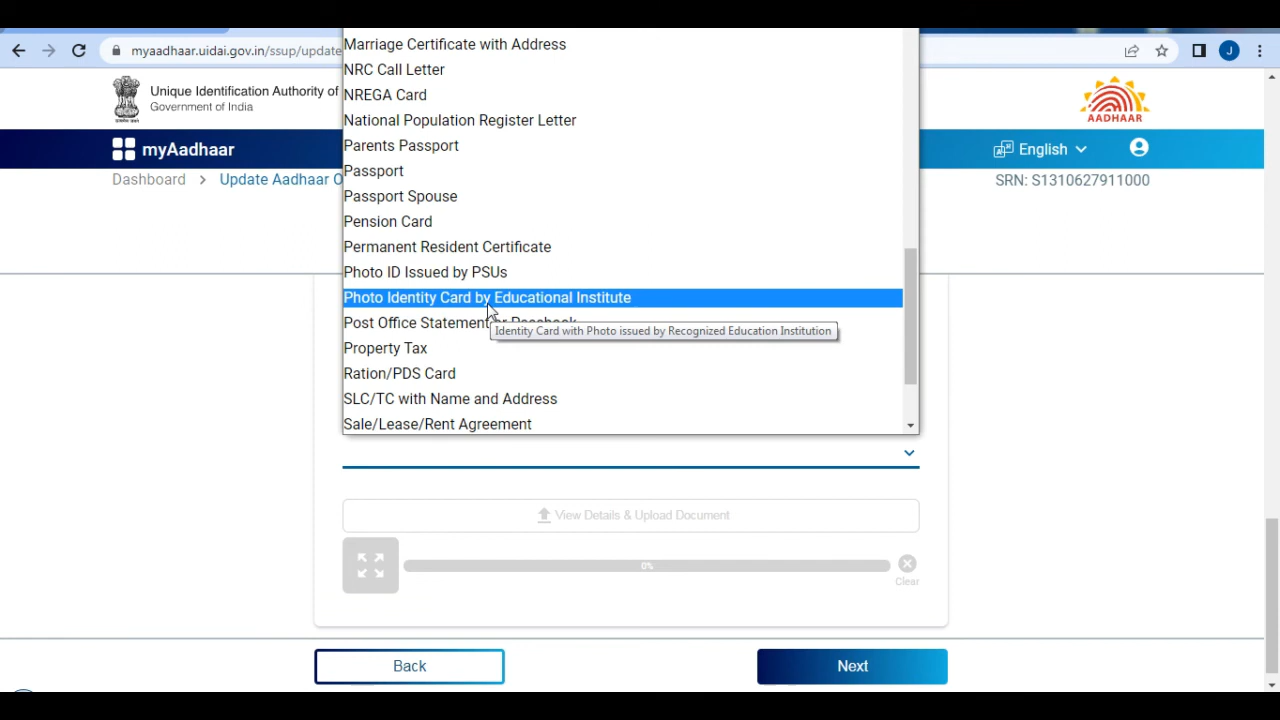 myaadhaar.uidai.gov.in/ssup/update
J
Unique Identification Authority of
Government of India
AADHAAR
myAadhaar
English
Dashboard > Update Aadhaar O
SRN: S1310627911000
Marriage Certificate with Address
NRC Call Letter
NREGA Card
National Population Register Letter
Parents Passport
Passport
Passport Spouse
Pension Card
Permanent Resident Certificate
Photo ID Issued by PSUs
Photo Identity Card by Educational Institute
Post Office Statement or Passbook
Identity Card with Photo issued by Recognized Education Institution
Property Tax
Ration/PDS Card
SLC/TC with Name and Address
Sale/Lease/Rent Agreement
View Details & Upload Document
0%
Clear
Back
Next